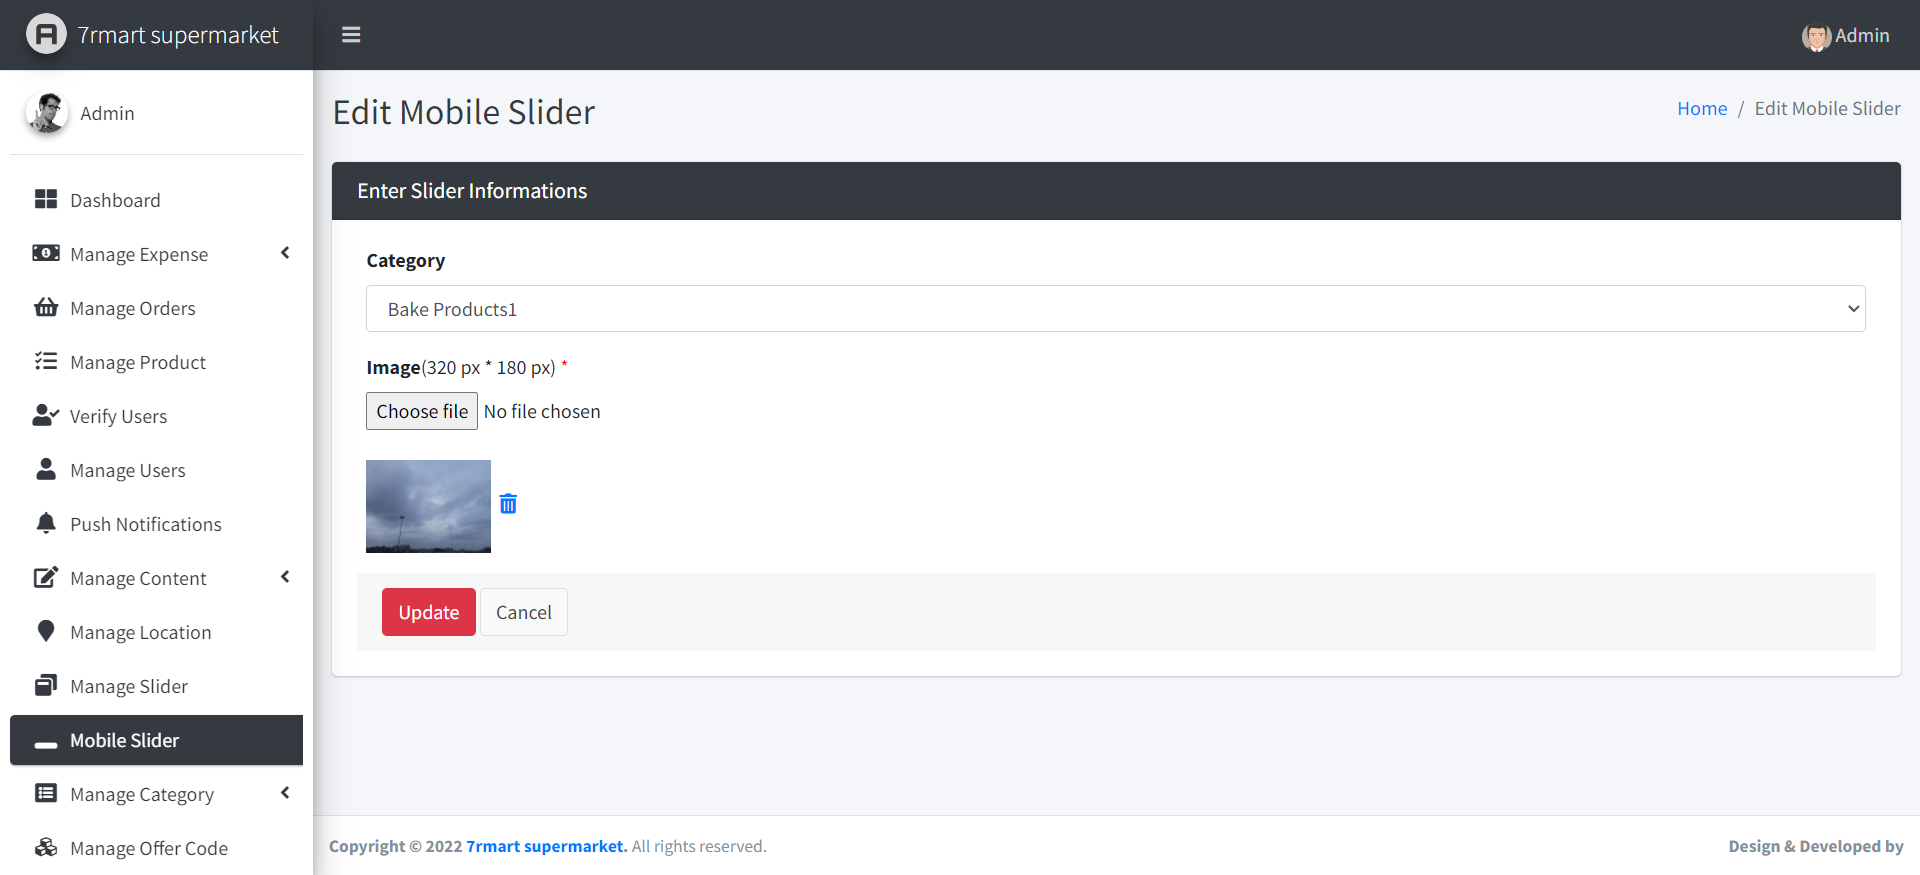 7rmart supermarket
Admin
Admin
Dashboard
Manage Expense
Manage Orders
Manage Product
Verify Users
Manage Users
Push Notifications
Manage Content
Manage Location
Manage Slider
Mobile Slider
Manage Category
Manage Offer Code
Edit Mobile Slider
Home / Edit Mobile Slider
Enter Slider Informations
Category
Bake Products1
Image(320 px * 180 px) *
Choose file No file chosen
Update Cancel
Copyright © 2022 7rmart supermarket. All rights reserved.
Design & Developed by